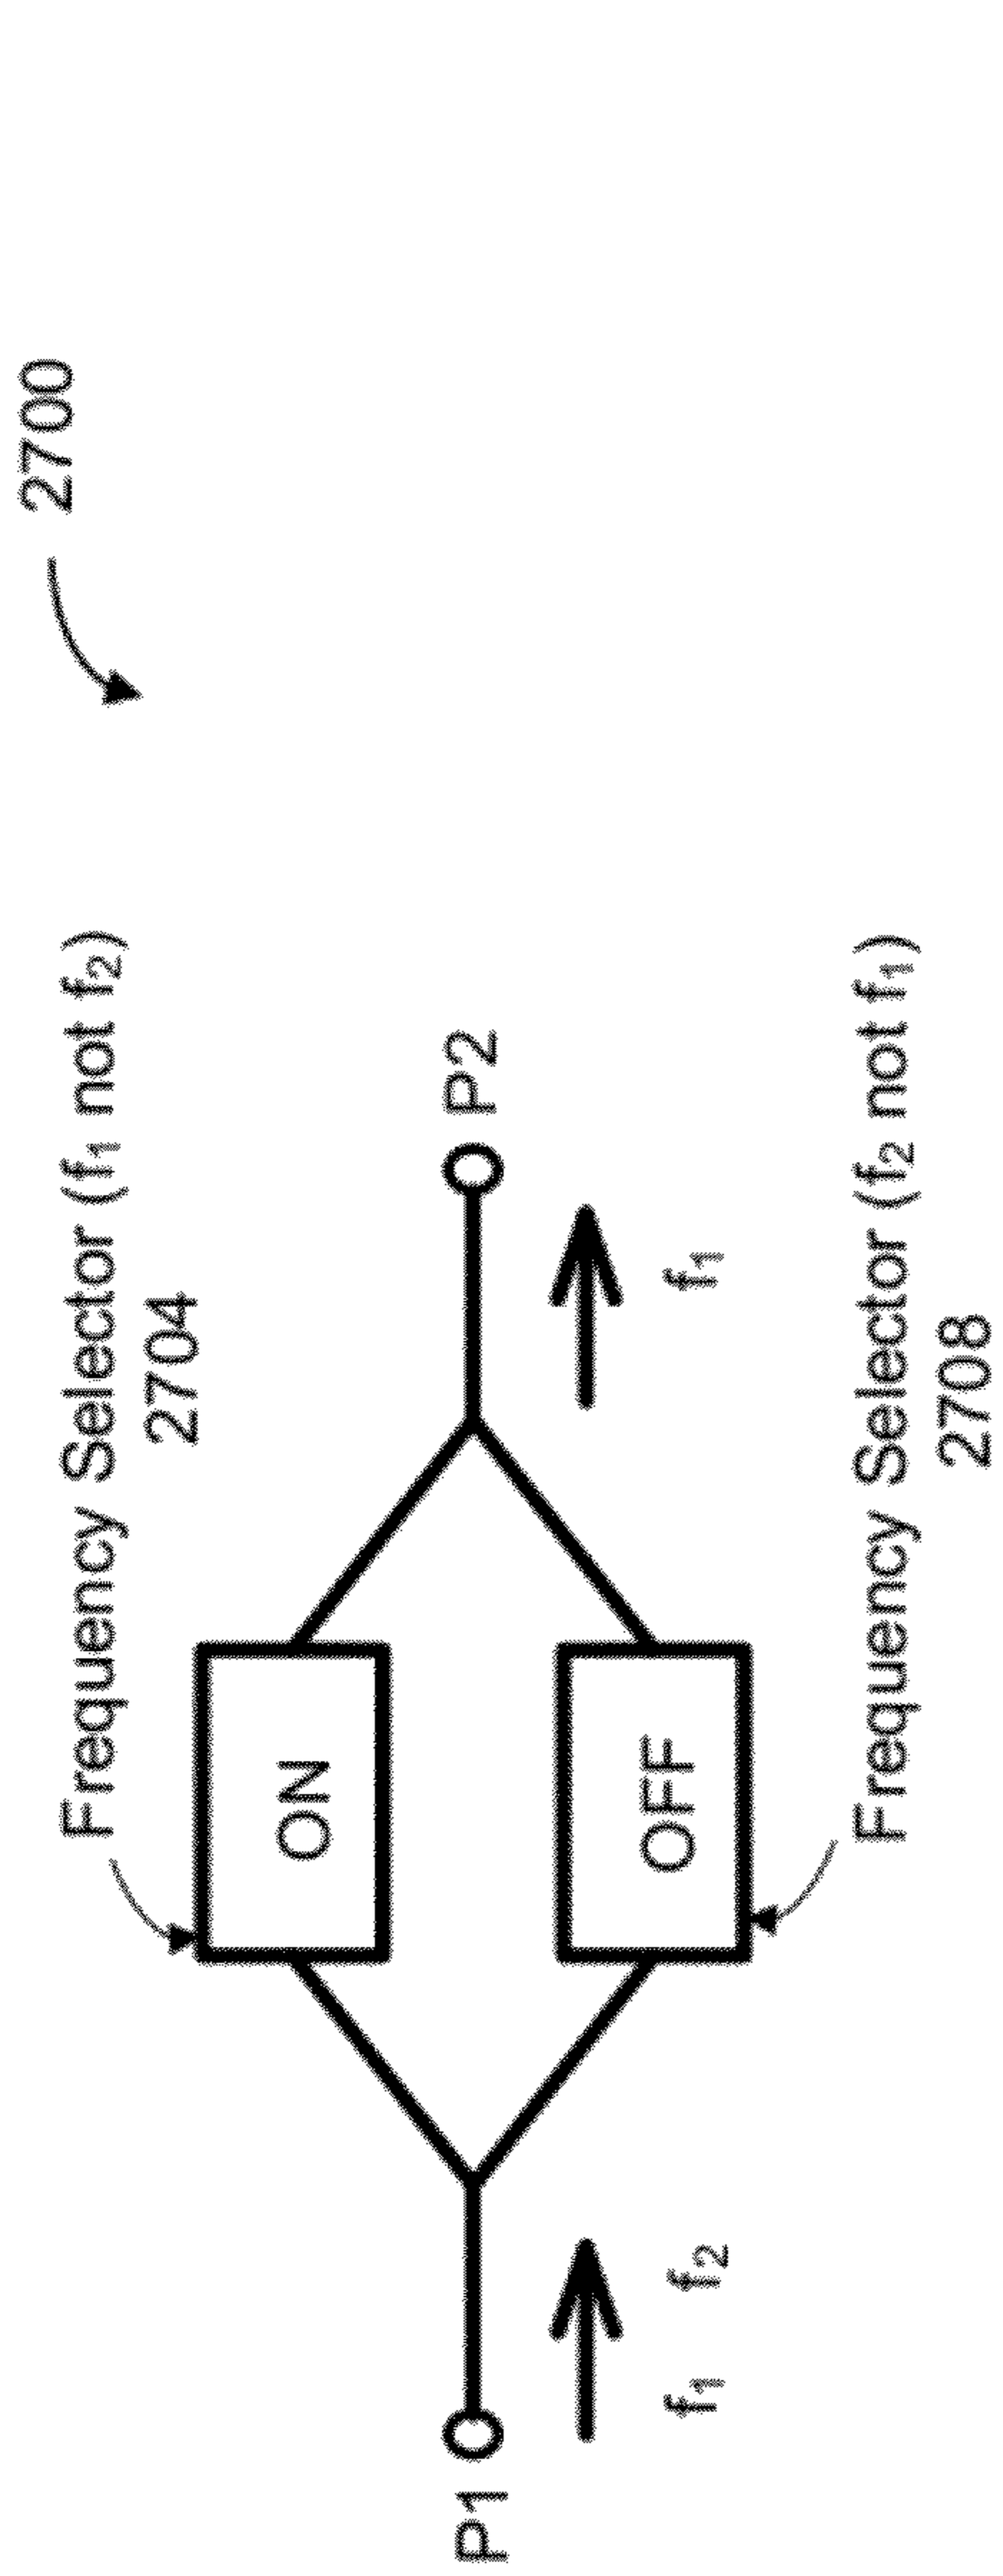 2700
Frequency Selector (f₁ not f₂)
2704
ON
P1
P2
f₁ f₂
f₁
OFF
Frequency Selector (f₂ not f₁)
2708